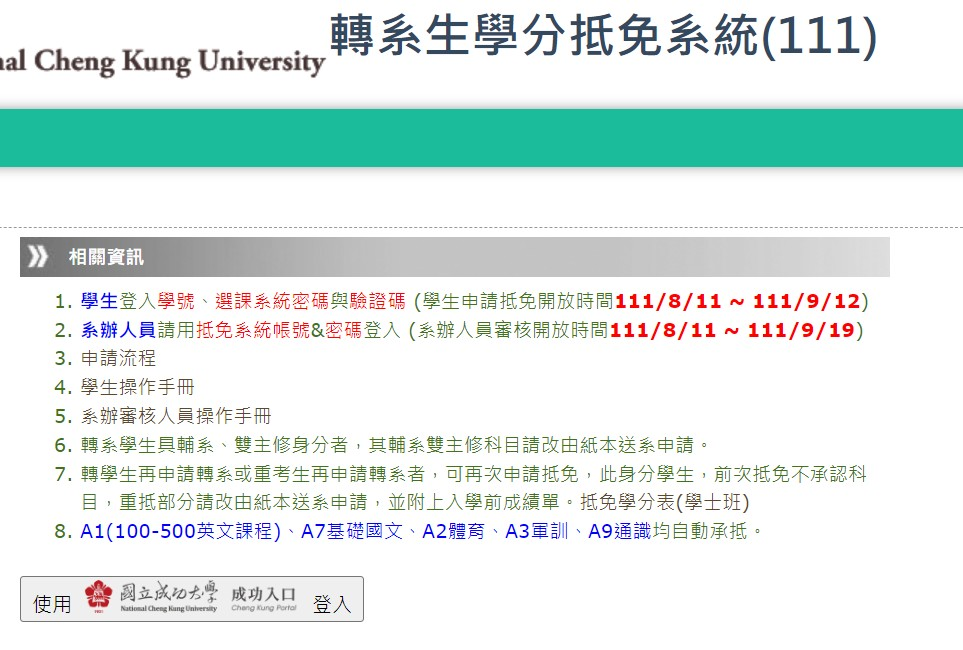 轉系生學分抵免系統(111)
nal Cheng Kung University
相關資訊
1. 學生登入學號、選課系統密碼與驗證碼 (學生申請抵免開放時間111/8/11 ~ 111/9/12)
2. 系辦人員請用抵免系統帳號&密碼登入 (系辦人員審核開放時間111/8/11 ~ 111/9/19)
3. 申請流程
4. 學生操作手冊
5. 系辦審核人員操作手冊
6. 轉系學生具輔系、雙主修身分者，其輔系雙主修科目請改由紙本送系申請。
7. 轉學生再申請轉系或重考生再申請轉系者，可再次申請抵免，此身分學生，前次抵免不承認科
目，重抵部分請改由紙本送系申請，並附上入學前成績單。抵免學分表(學士班)
8. A1(100-500英文課程)、A7基礎國文、A2體育、A3軍訓、A9通識均自動承抵。
使用 國立成功大學 成功入口 登入
National Cheng Kung University Cheng Kung Portal